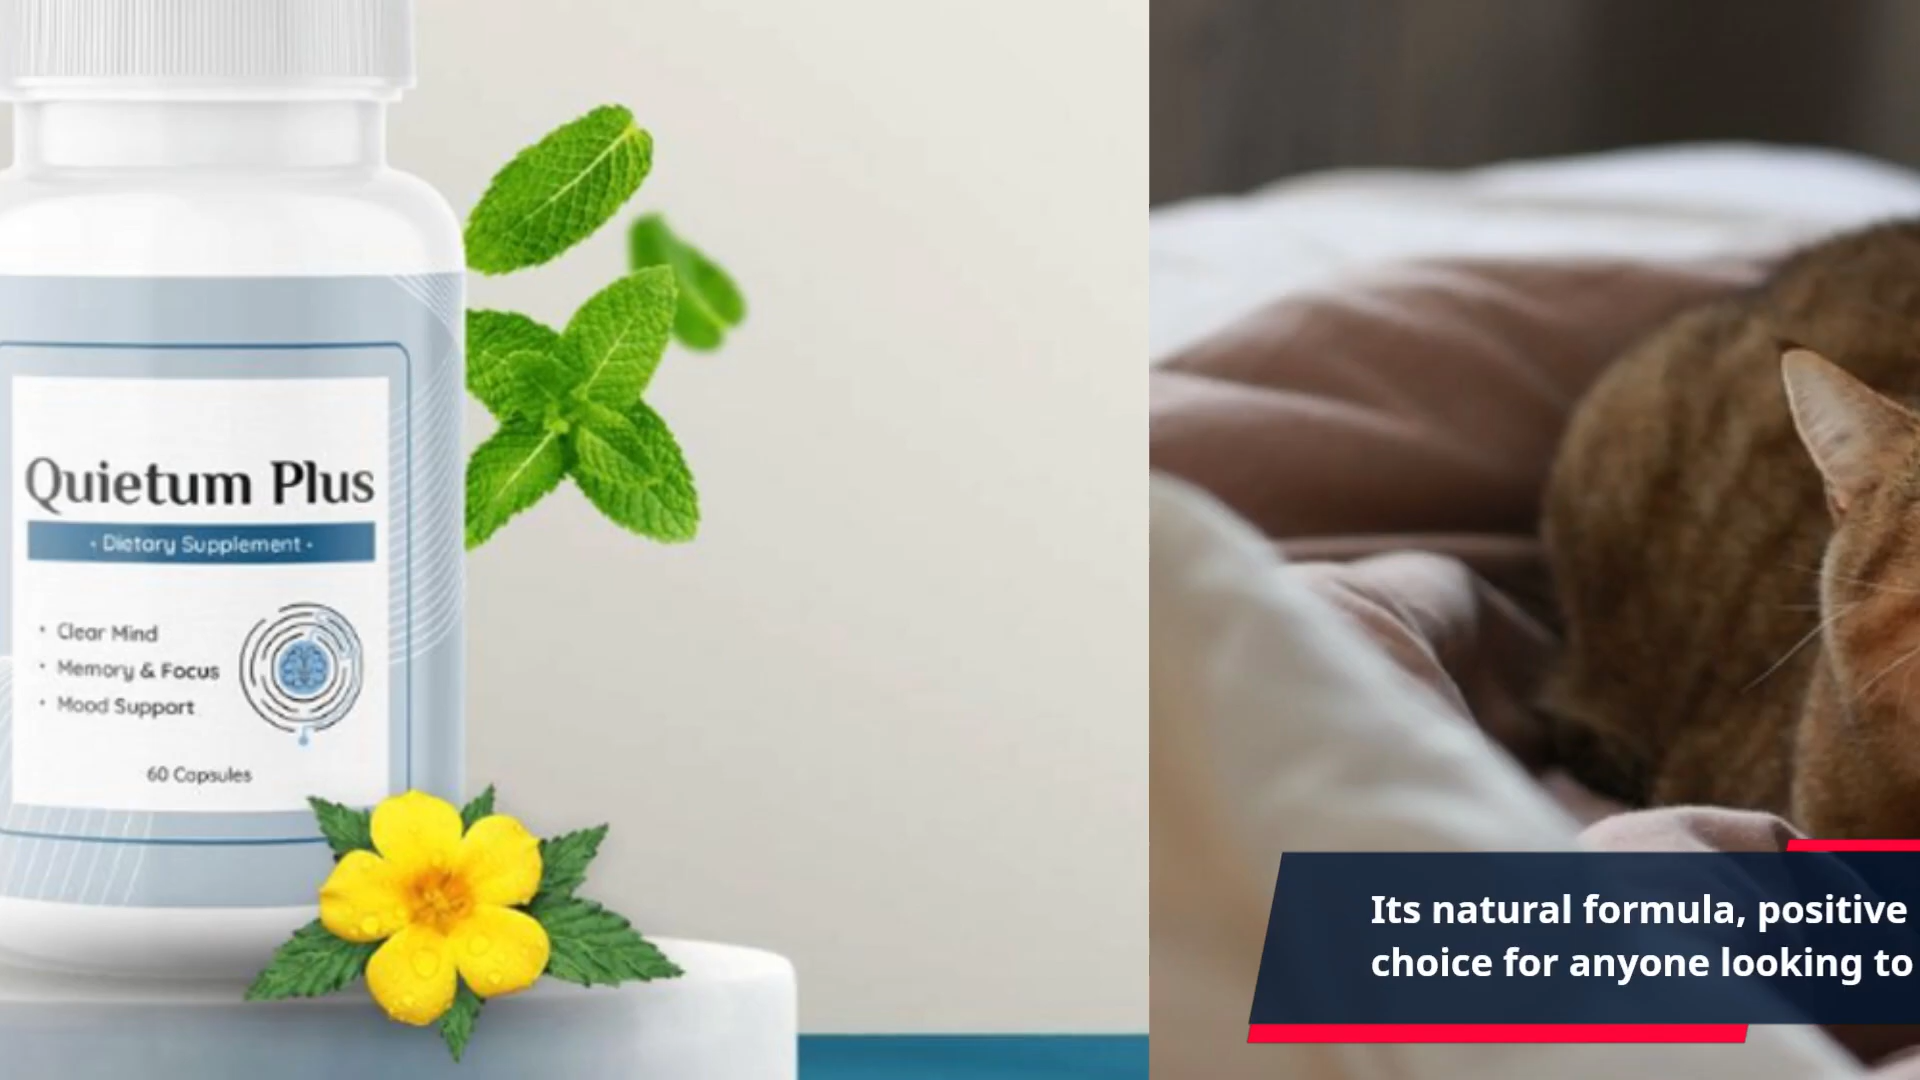 Quietum Plus
• Dietary Supplement •
• Clear Mind
• Memory & Focus
• Mood Support
60 Capsules
Its natural formula, positive
choice for anyone looking to